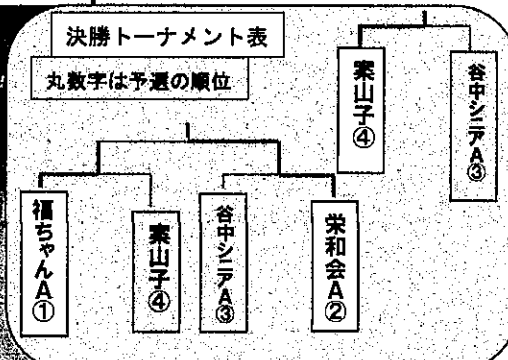 決勝トーナメント表
丸数字は予選の順位
案山子④
谷中シニアA③
福ちゃんA①
案山子④
谷中シニアA③
栄和会A②